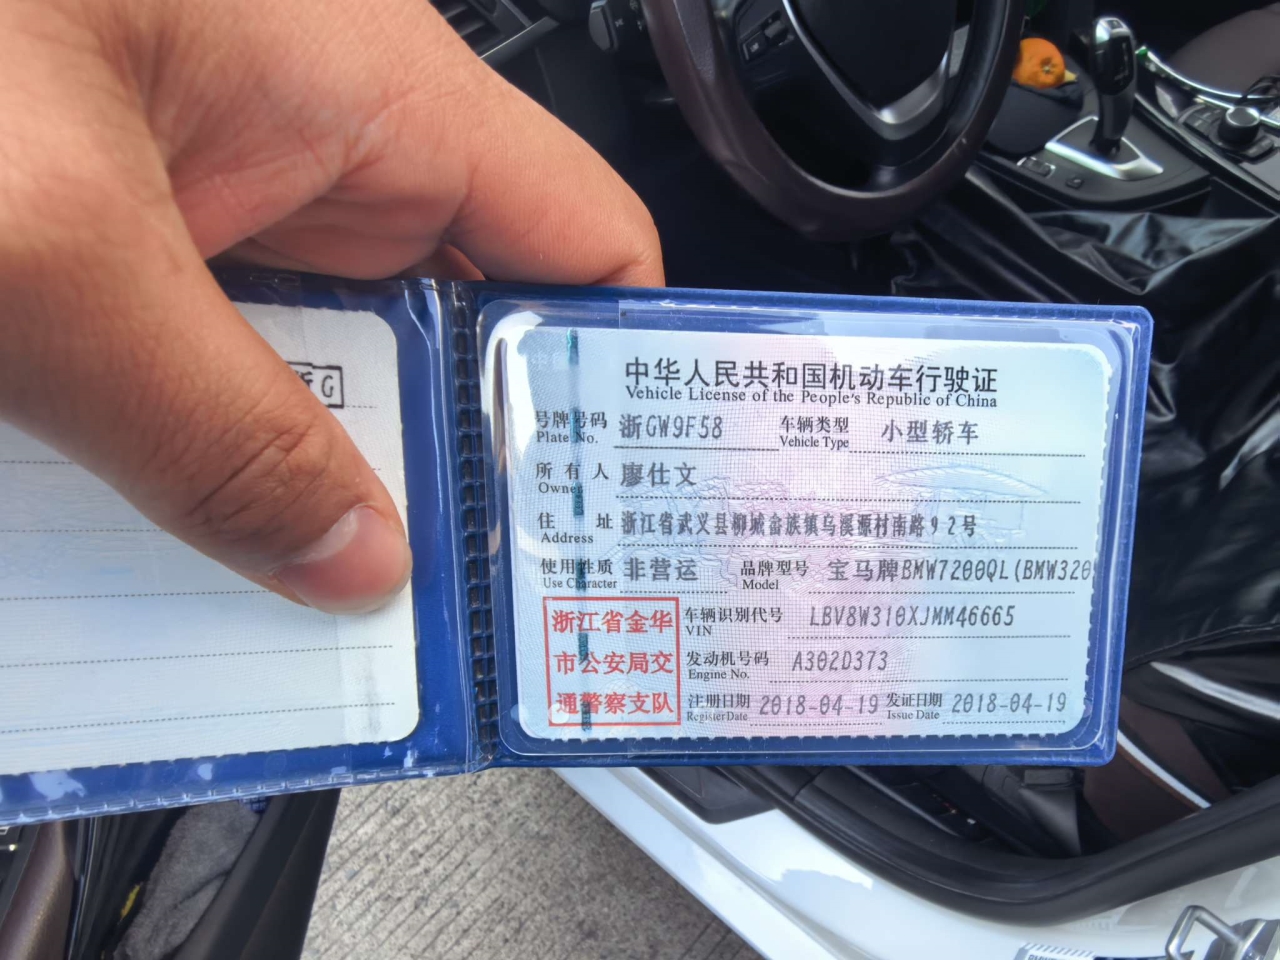 中华人民共和国机动车行驶证
Vehicle License of the People's Republic of China
号牌号码 浙GW9F58 车辆类型 小型轿车
Plate No. Vehicle Type
所有人 廖仕文
Owner
住址 浙江省武义县柳城畲族镇乌溪源村南路92号
Address
使用性质 非营运 品牌型号 宝马牌BMW7200QL(BMW320
Use Character Model
浙江省金华
市公安局交
通警察支队
车辆识别代号 LBV8W310XJMM46665
VIN
发动机号码 A302D373
Engine No.
注册日期 2018-04-19 发证日期 2018-04-19
Register Date Issue Date